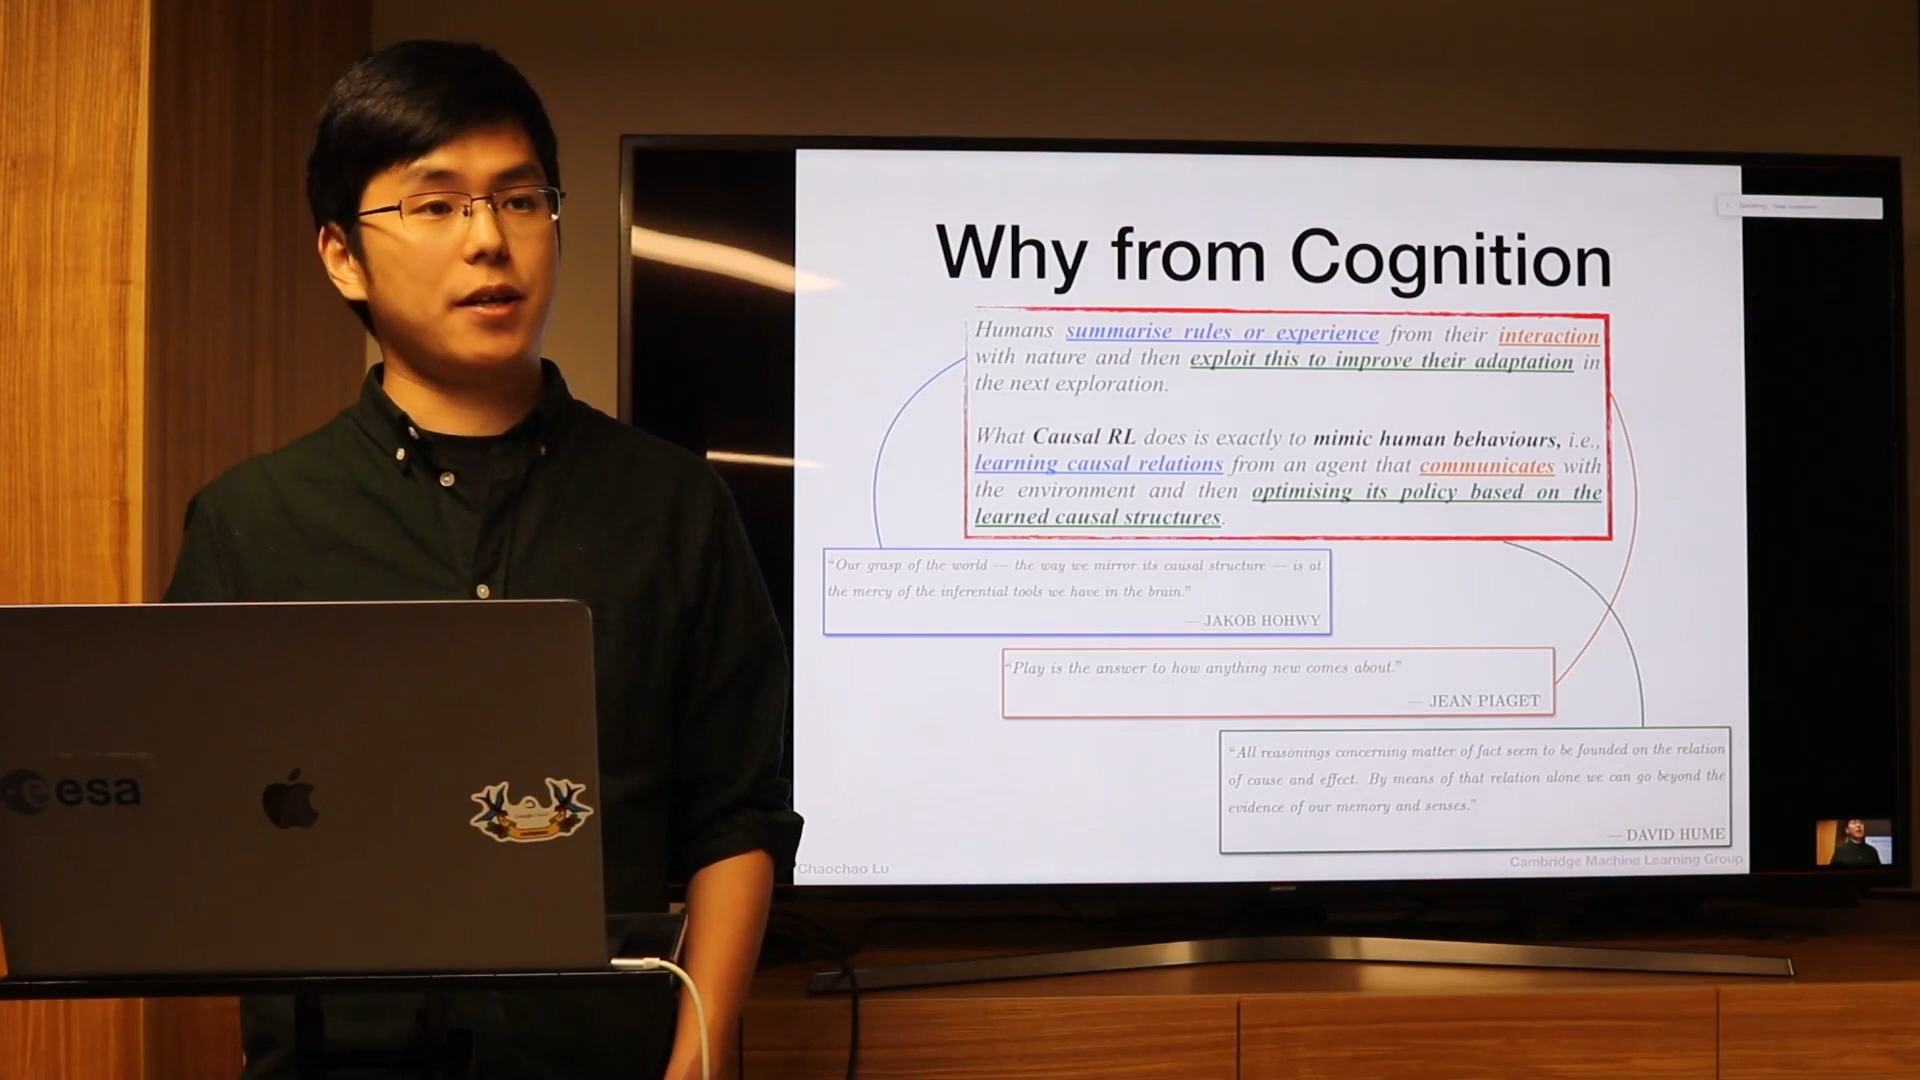 Why from Cognition
Humans summarise rules or experience from their interaction
with nature and then exploit this to improve their adaptation in
the next exploration.
What Causal RL does is exactly to mimic human behaviours, i.e.,
learning causal relations from an agent that communicates with
the environment and then optimising its policy based on the
learned causal structures.
“Our grasp of the world — the way we mirror its causal structure — is at
the mercy of the inferential tools we have in the brain.”
— JAKOB HOHWY
“Play is the answer to how anything new comes about.”
— JEAN PIAGET
“All reasonings concerning matter of fact seem to be founded on the relation
of cause and effect. By means of that relation alone we can go beyond the
evidence of our memory and senses.”
— DAVID HUME
Chaochao Lu
Cambridge Machine Learning Group
esa